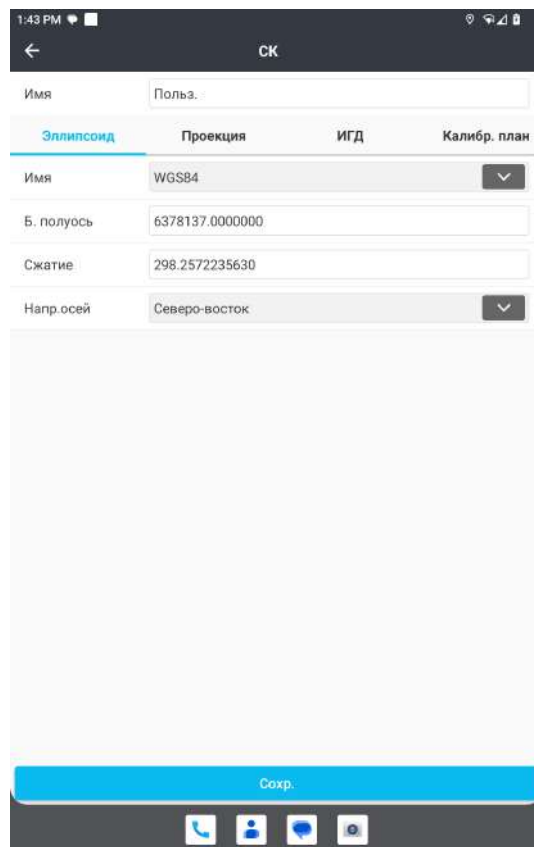 1:43 PM
СК
Имя Польз.
Эллипсоид Проекция ИГД Калибр. план
Имя WGS84
Б. полуось 6378137.0000000
Сжатие 298.2572235630
Напр.осей Северо-восток
Сохр.